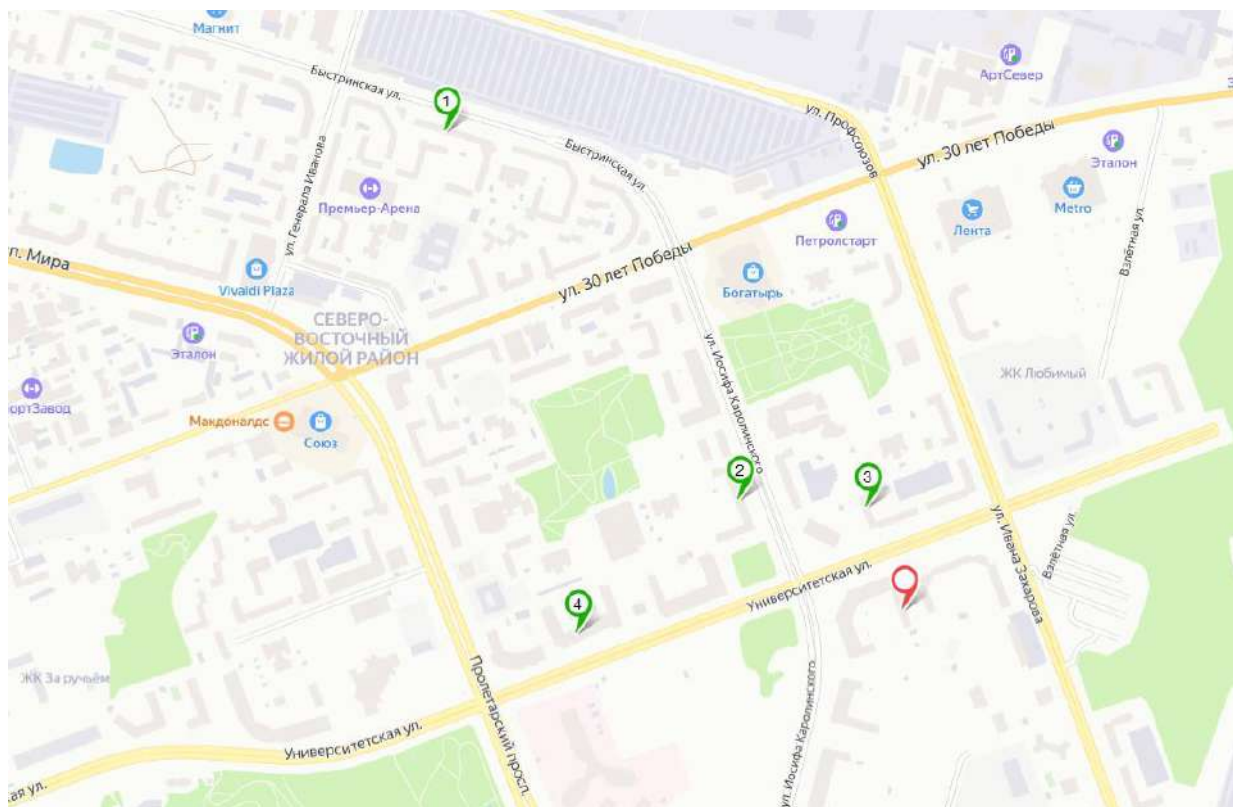 Магнит
Быстринская ул.
1
АртСевер
ул. Профсоюзов
ул. 30 лет Победы
Эталон
ул. Генерала Иванова
Быстринская ул.
Премьер-Арена
Metro
Лента
Петролстарт
Взлётная ул.
л. Мира
Vivaldi Plaza
ул. 30 лет Победы
Богатырь
СЕВЕРО-
ВОСТОЧНЫЙ
ЖИЛОЙ РАЙОН
Эталон
ул. Иосифа Каролинского
ЖК Любимый
ортЗавод
Макдоналдс
Союз
2
3
ул. Ивана Захарова
Взлётная ул.
Университетская ул.
4
ЖК За ручьём
Пролетарский просп.
ул. Иосифа Каролинского
Университетская ул.
ая ул.